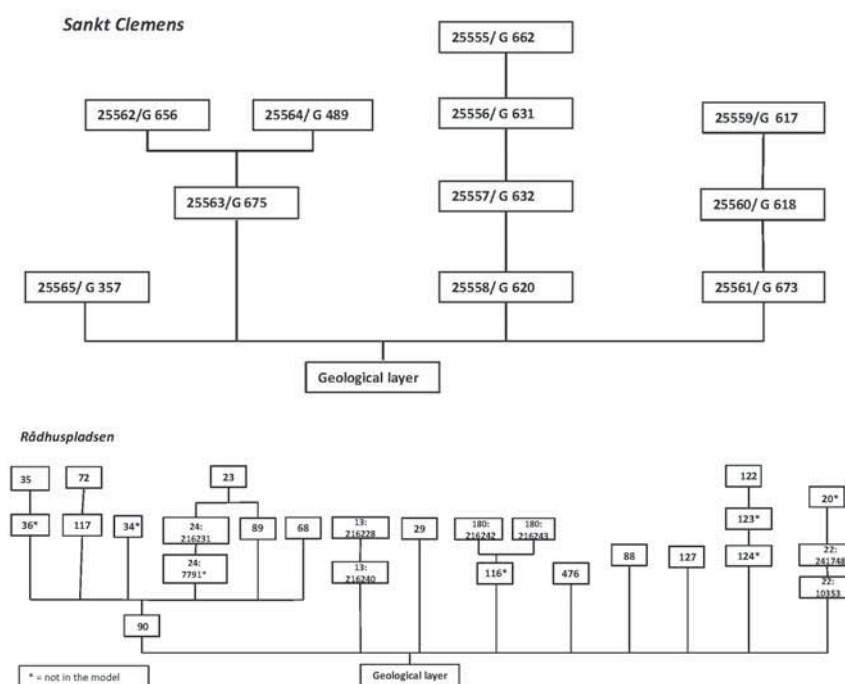 Sankt Clemens
25555/ G 662
25562/G 656
25564/ G 489
25556/ G 631
25559/G 617
25563/G 675
25557/ G 632
25560/ G 618
25565/ G 357
25558/ G 620
25561/ G 673
Geological layer
Rådhuspladsen
35
72
23
122
20*
36*
117
34*
24:
216231
89
68
13:
216228
29
180:
216242
180:
216243
123*
24:
7791*
13:
216240
116*
476
88
127
124*
22:
241748
22:
10353
90
Geological layer
* = not in the model